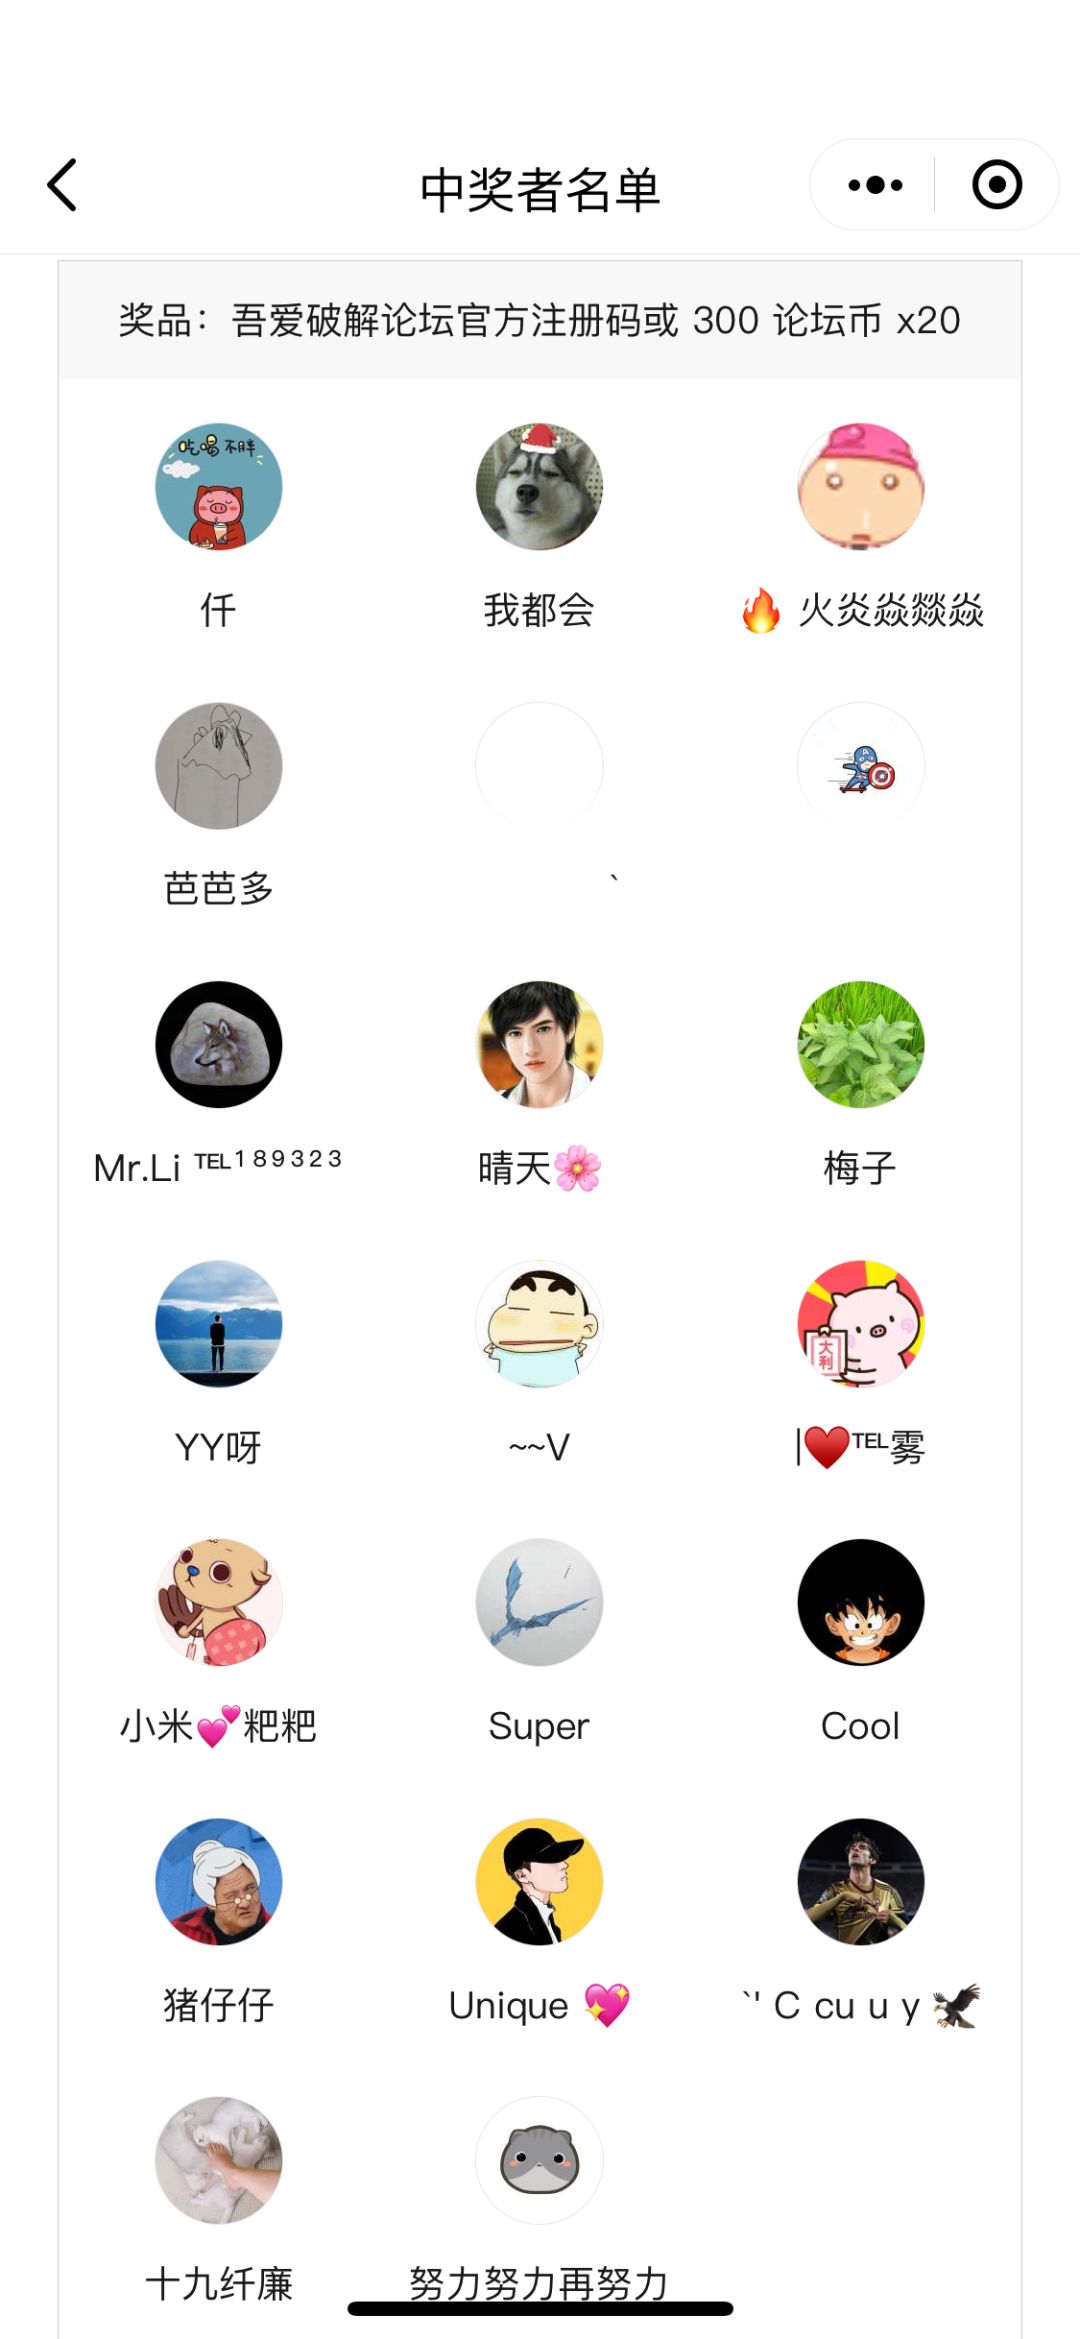 中奖者名单
奖品：吾爱破解论坛官方注册码或 300 论坛币 x20
吃喝不胖
仟
我都会
🔥 火炎焱燚焱
芭芭多
`
Mr.Li ᵀᴱᴸ¹⁸⁹³²³
晴天🌸
梅子
大利
YY呀
~~V
|♥️ᵀᴱᴸ雾
小米💕粑粑
Super
Cool
猪仔仔
Unique 💖
`' C cu u y 🦅
十九纤廉
努力努力再努力